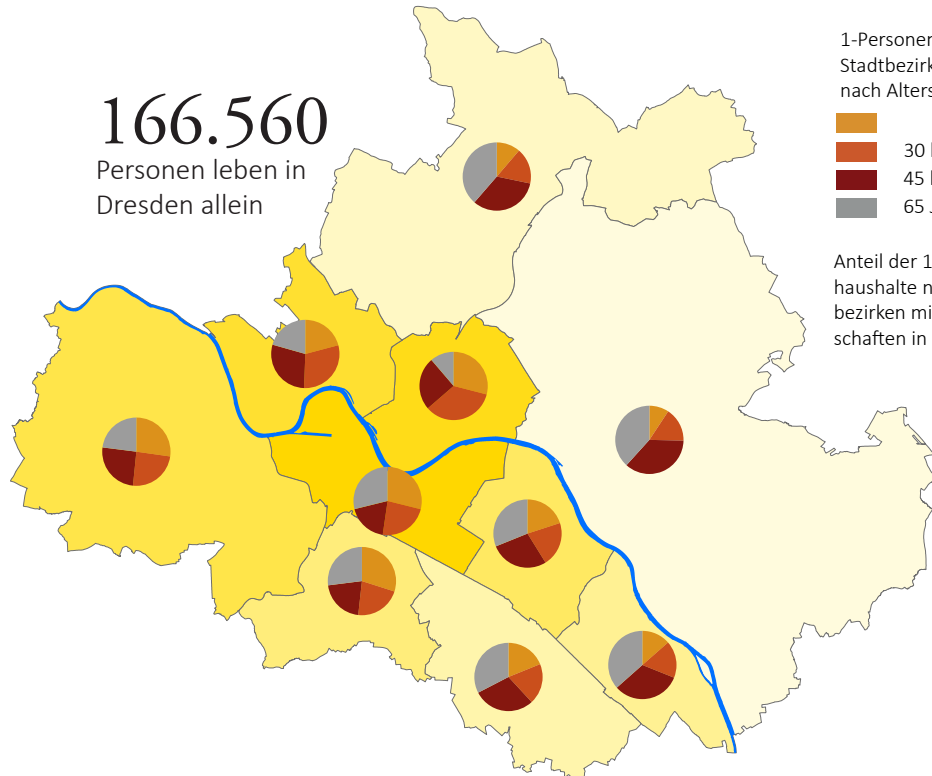 166.560
Personen leben in
Dresden allein
1-Personen
Stadtbezirk
nach Alters
30
45
65
Anteil der 1
haushalte n
bezirken mi
schaften in